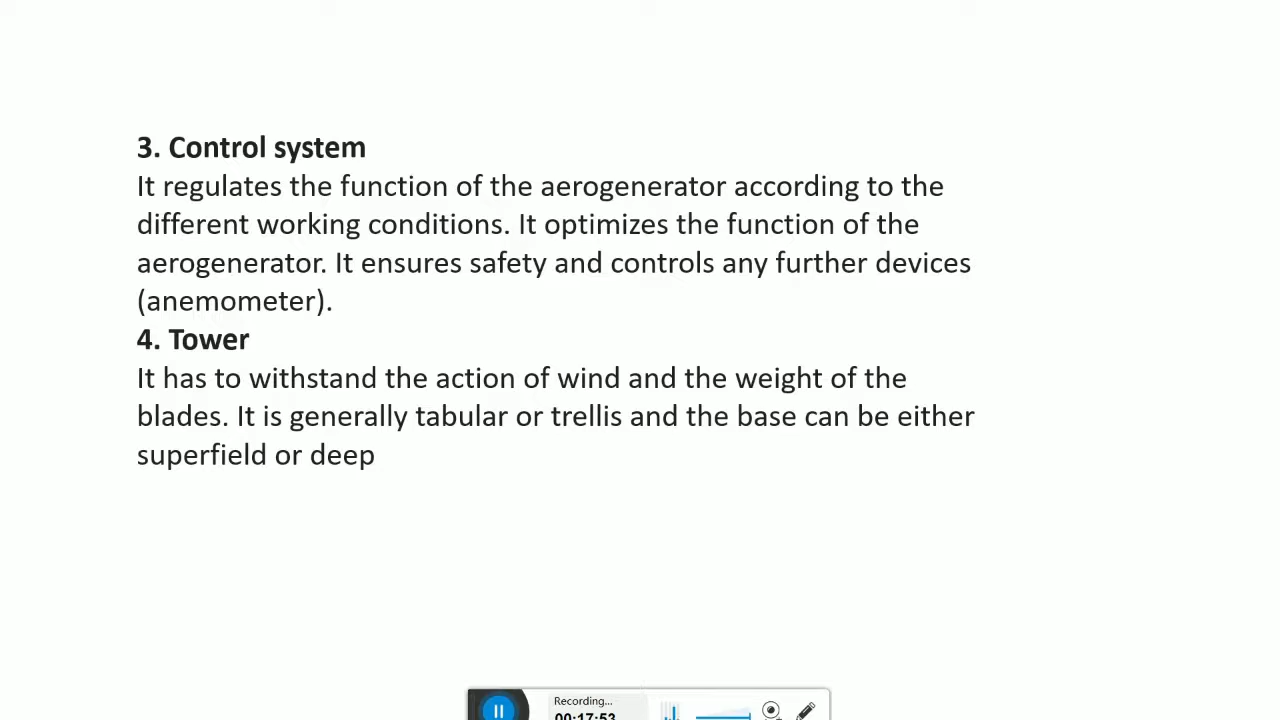 3. Control system
It regulates the function of the aerogenerator according to the
different working conditions. It optimizes the function of the
aerogenerator. It ensures safety and controls any further devices
(anemometer).
4. Tower
It has to withstand the action of wind and the weight of the
blades. It is generally tabular or trellis and the base can be either
superfield or deep
Recording...
00:17:53